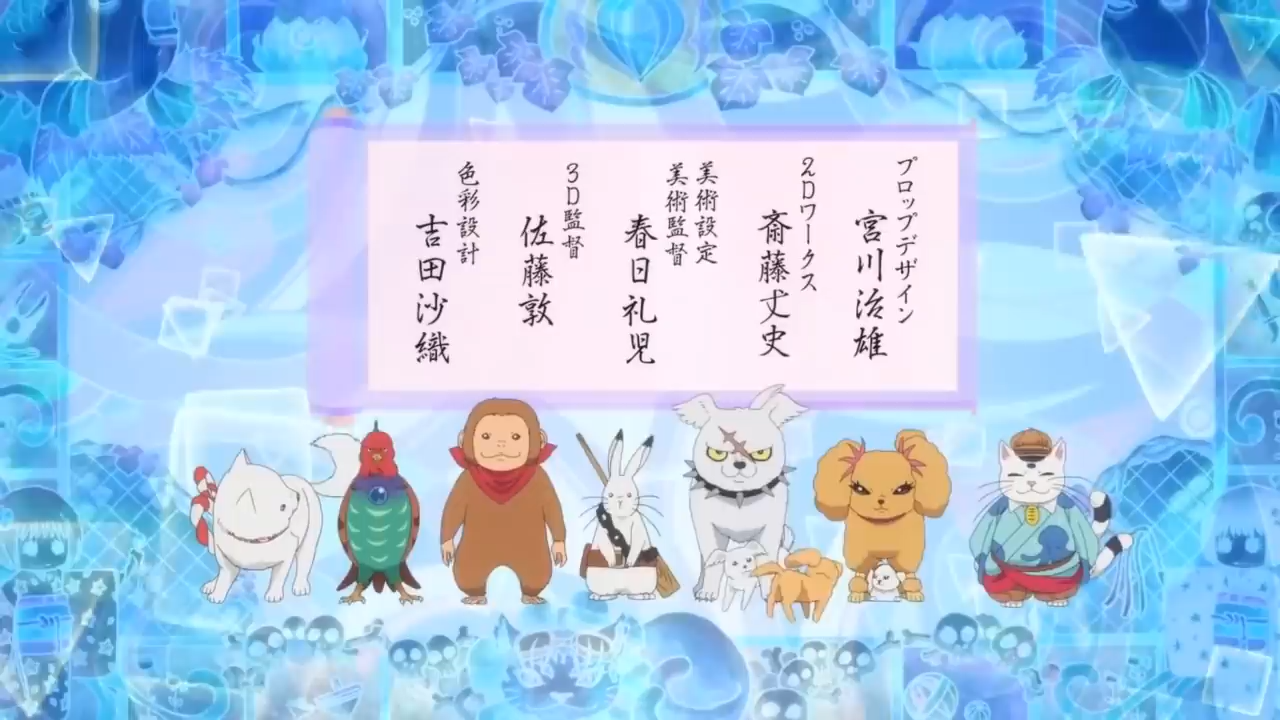 プロップデザイン
宮川治雄
2Dワークス
斎藤丈史
美術設定
美術監督
春日礼児
3D監督
佐藤敦
色彩設計
吉田沙織